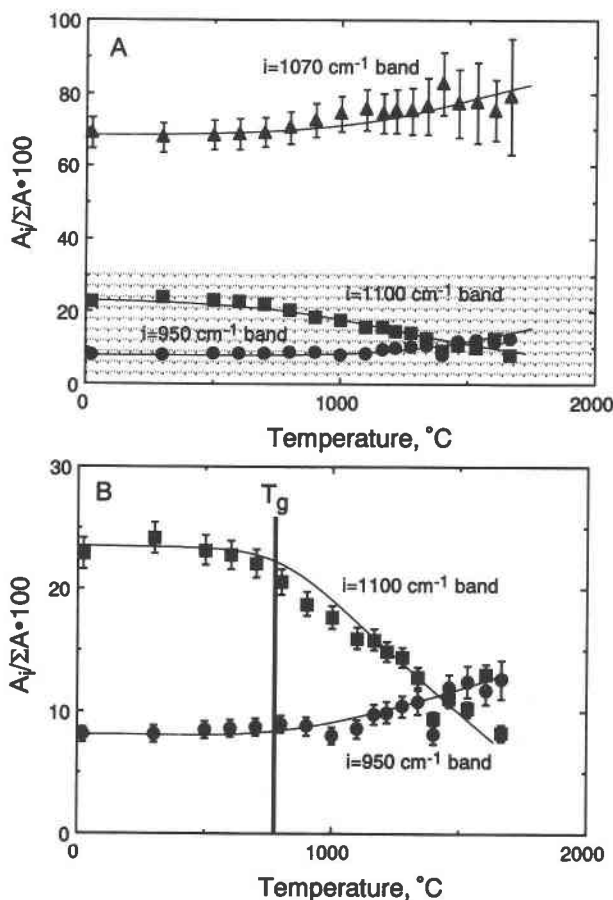 A
i=1070 cm-1 band
i=1100 cm-1 band
i=950 cm-1 band
Ai/ΣA•100
100
80
60
40
20
0
0
1000
2000
Temperature, °C
B
Tg
i=1100 cm-1 band
i=950 cm-1 band
Ai/ΣA•100
30
20
10
0
0
1000
2000
Temperature, °C